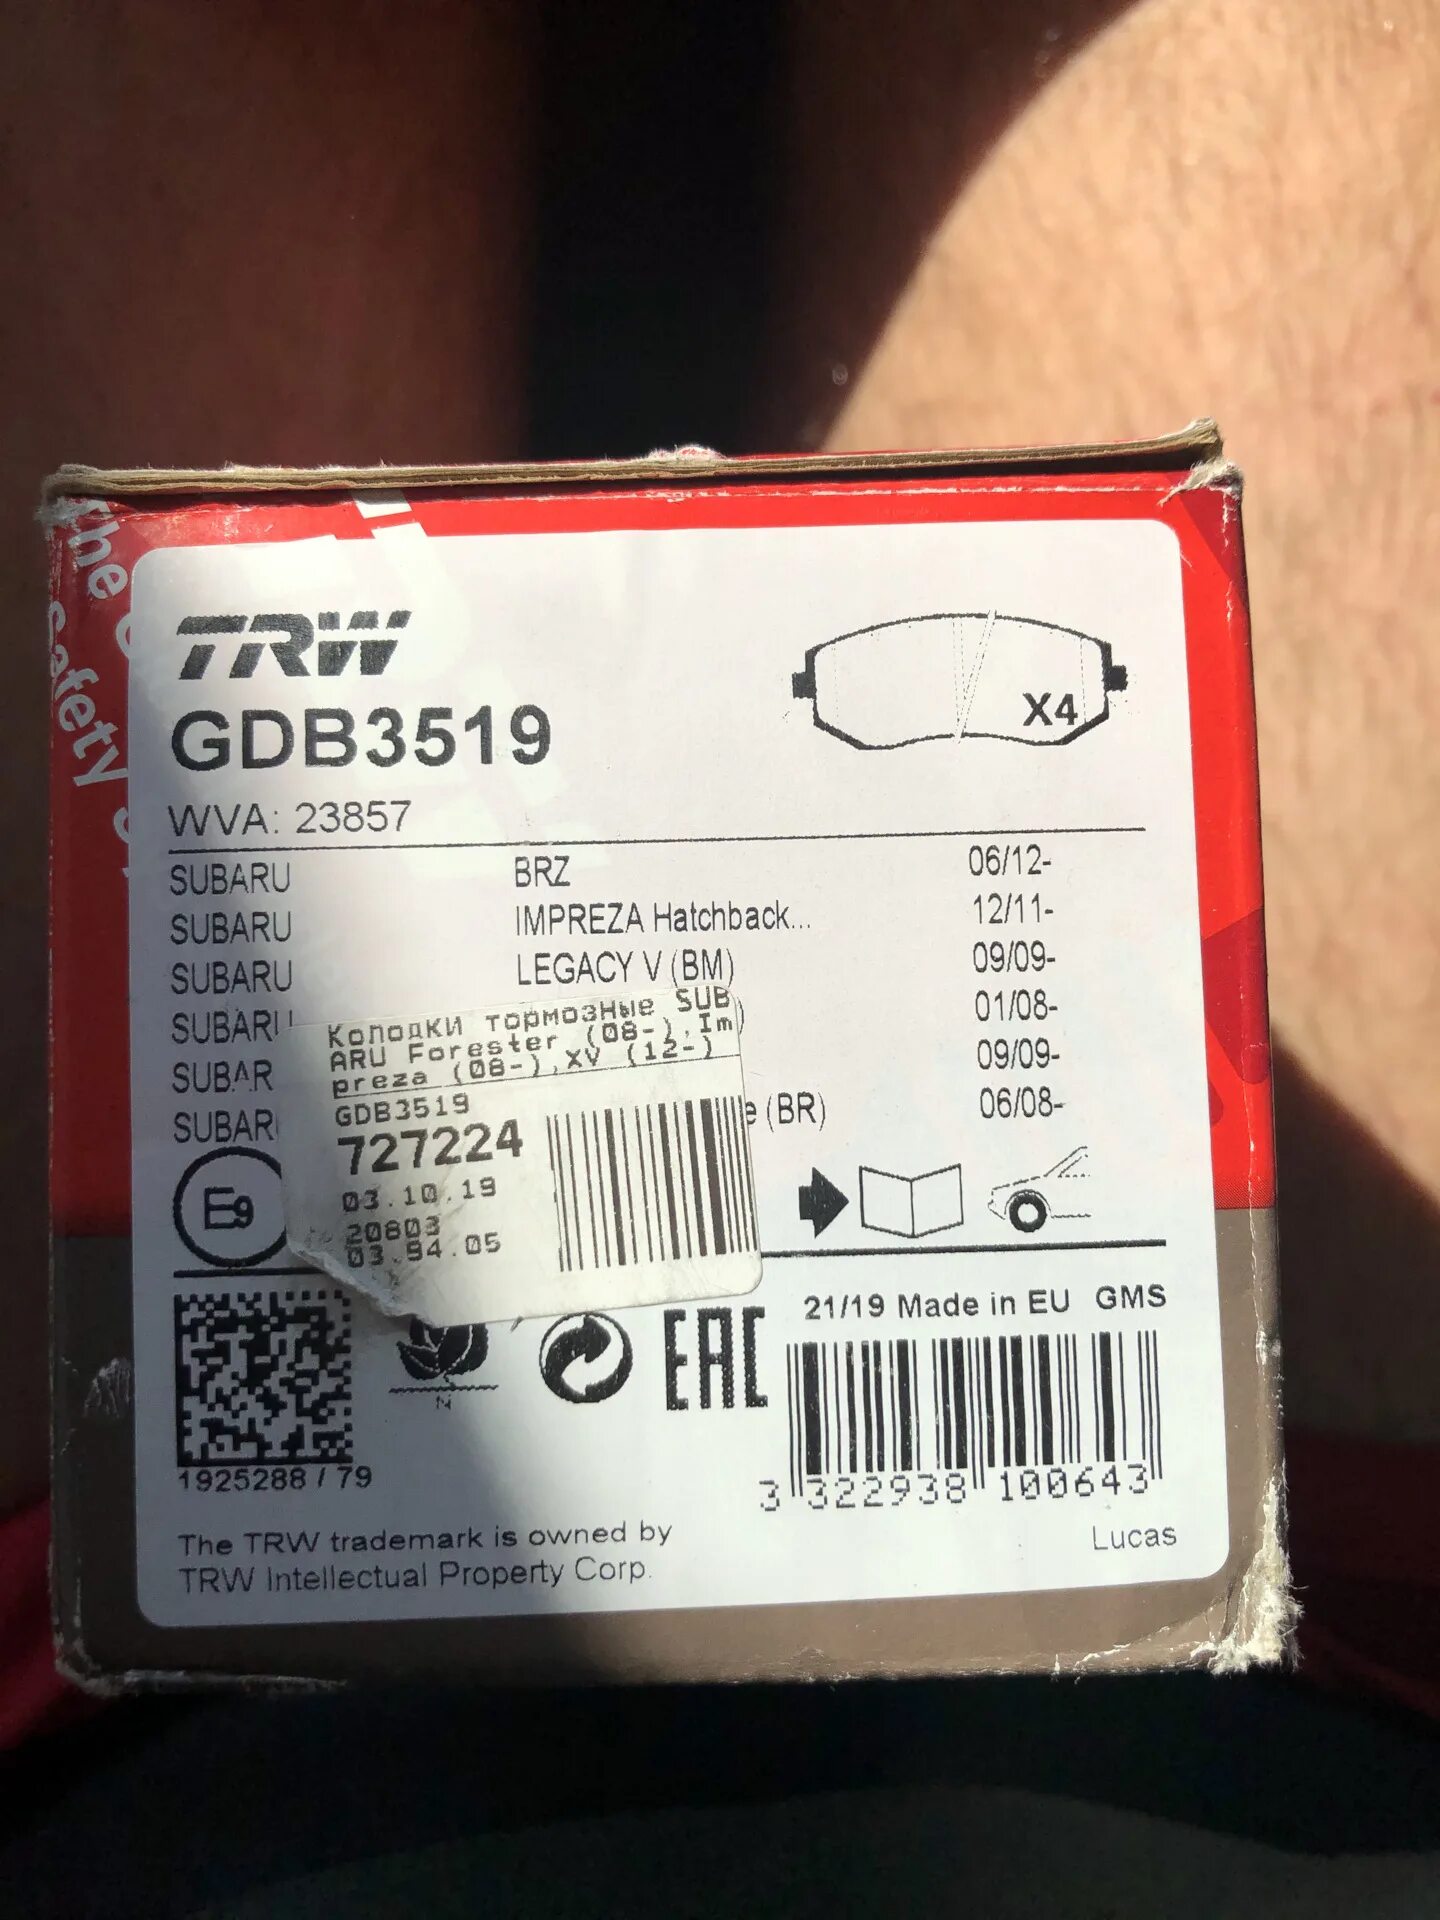 The
Safety
TRW
GDB3519
X4
WVA: 23857
SUBARU BRZ 06/12-
SUBARU IMPREZA Hatchback... 12/11-
SUBARU LEGACY V (BM) 09/09-
SUBARU 01/08-
SUBAR 09/09-
SUBAR e (BR) 06/08-
Колодки тормозные SUB
ARU Forester (08-),Im
preza (08-),XV (12-)
GDB3519
727224
03.10.19
20803
03.94.05
E9
21/19 Made in EU GMS
EAC
1925288 / 79
3 322938 100643
Lucas
The TRW trademark is owned by
TRW Intellectual Property Corp.